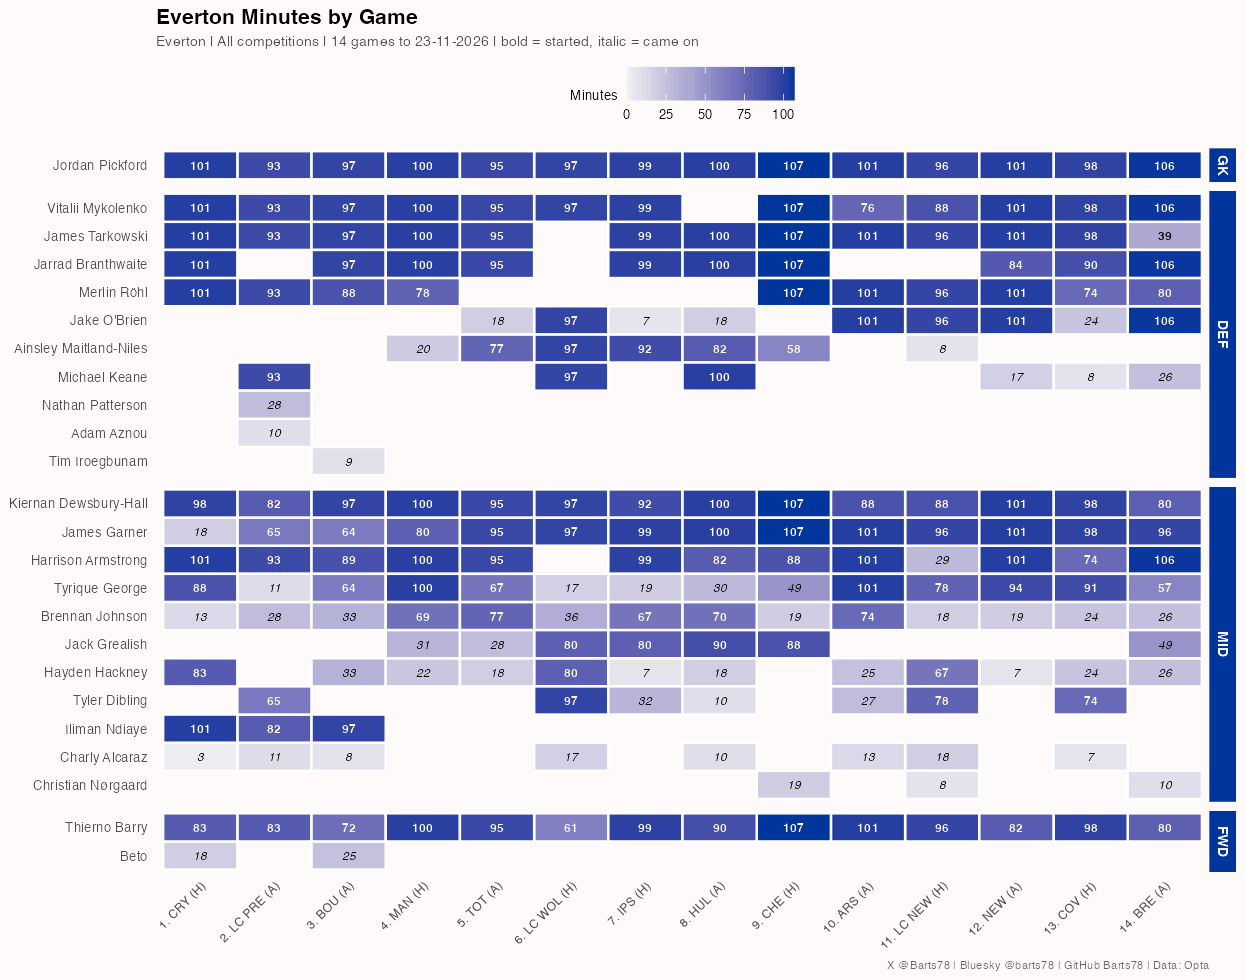 Everton Minutes by Game
Everton | All competitions | 14 games to 23-11-2026 | bold = started, italic = came on
Minutes
0 25 50 75 100
Jordan Pickford 101 93 97 100 95 97 99 100 107 101 96 101 98 106
GK
Vitalii Mykolenko 101 93 97 100 95 97 99 107 76 88 101 98 106
James Tarkowski 101 93 97 100 95 99 100 107 101 96 101 98 39
Jarrad Branthwaite 101 97 100 95 99 100 107 84 90 106
Merlin Röhl 101 93 88 78 107 101 96 101 74 80
Jake O'Brien 18 97 7 18 101 96 101 24 106
Ainsley Maitland-Niles 20 77 97 92 82 58 8
Michael Keane 93 97 100 17 8 26
Nathan Patterson 28
Adam Aznou 10
Tim Iroegbunam 9
DEF
Kiernan Dewsbury-Hall 98 82 97 100 95 97 92 100 107 88 88 101 98 80
James Garner 18 65 64 80 95 97 99 100 107 101 96 101 98 96
Harrison Armstrong 101 93 89 100 95 99 82 88 101 29 101 74 106
Tyrique George 88 11 64 100 67 17 19 30 49 101 78 94 91 57
Brennan Johnson 13 28 33 69 77 36 67 70 19 74 18 19 24 26
Jack Grealish 31 28 80 80 90 88 49
Hayden Hackney 83 33 22 18 80 7 18 25 67 7 24 26
Tyler Dibling 65 97 32 10 27 78 74
Iliman Ndiaye 101 82 97
Charly Alcaraz 3 11 8 17 10 13 18 7
Christian Nørgaard 19 8 10
MID
Thierno Barry 83 83 72 100 95 61 99 90 107 101 96 82 98 80
Beto 18 25
FWD
1. CRY (H)
2. LC PRE (A)
3. BOU (A)
4. MAN (H)
5. TOT (A)
6. LC WOL (H)
7. IPS (H)
8. HUL (A)
9. CHE (H)
10. ARS (A)
11. LC NEW (H)
12. NEW (A)
13. COV (H)
14. BRE (A)
X @Barts78 | Bluesky @barts78 | GitHub Barts78 | Data: Opta